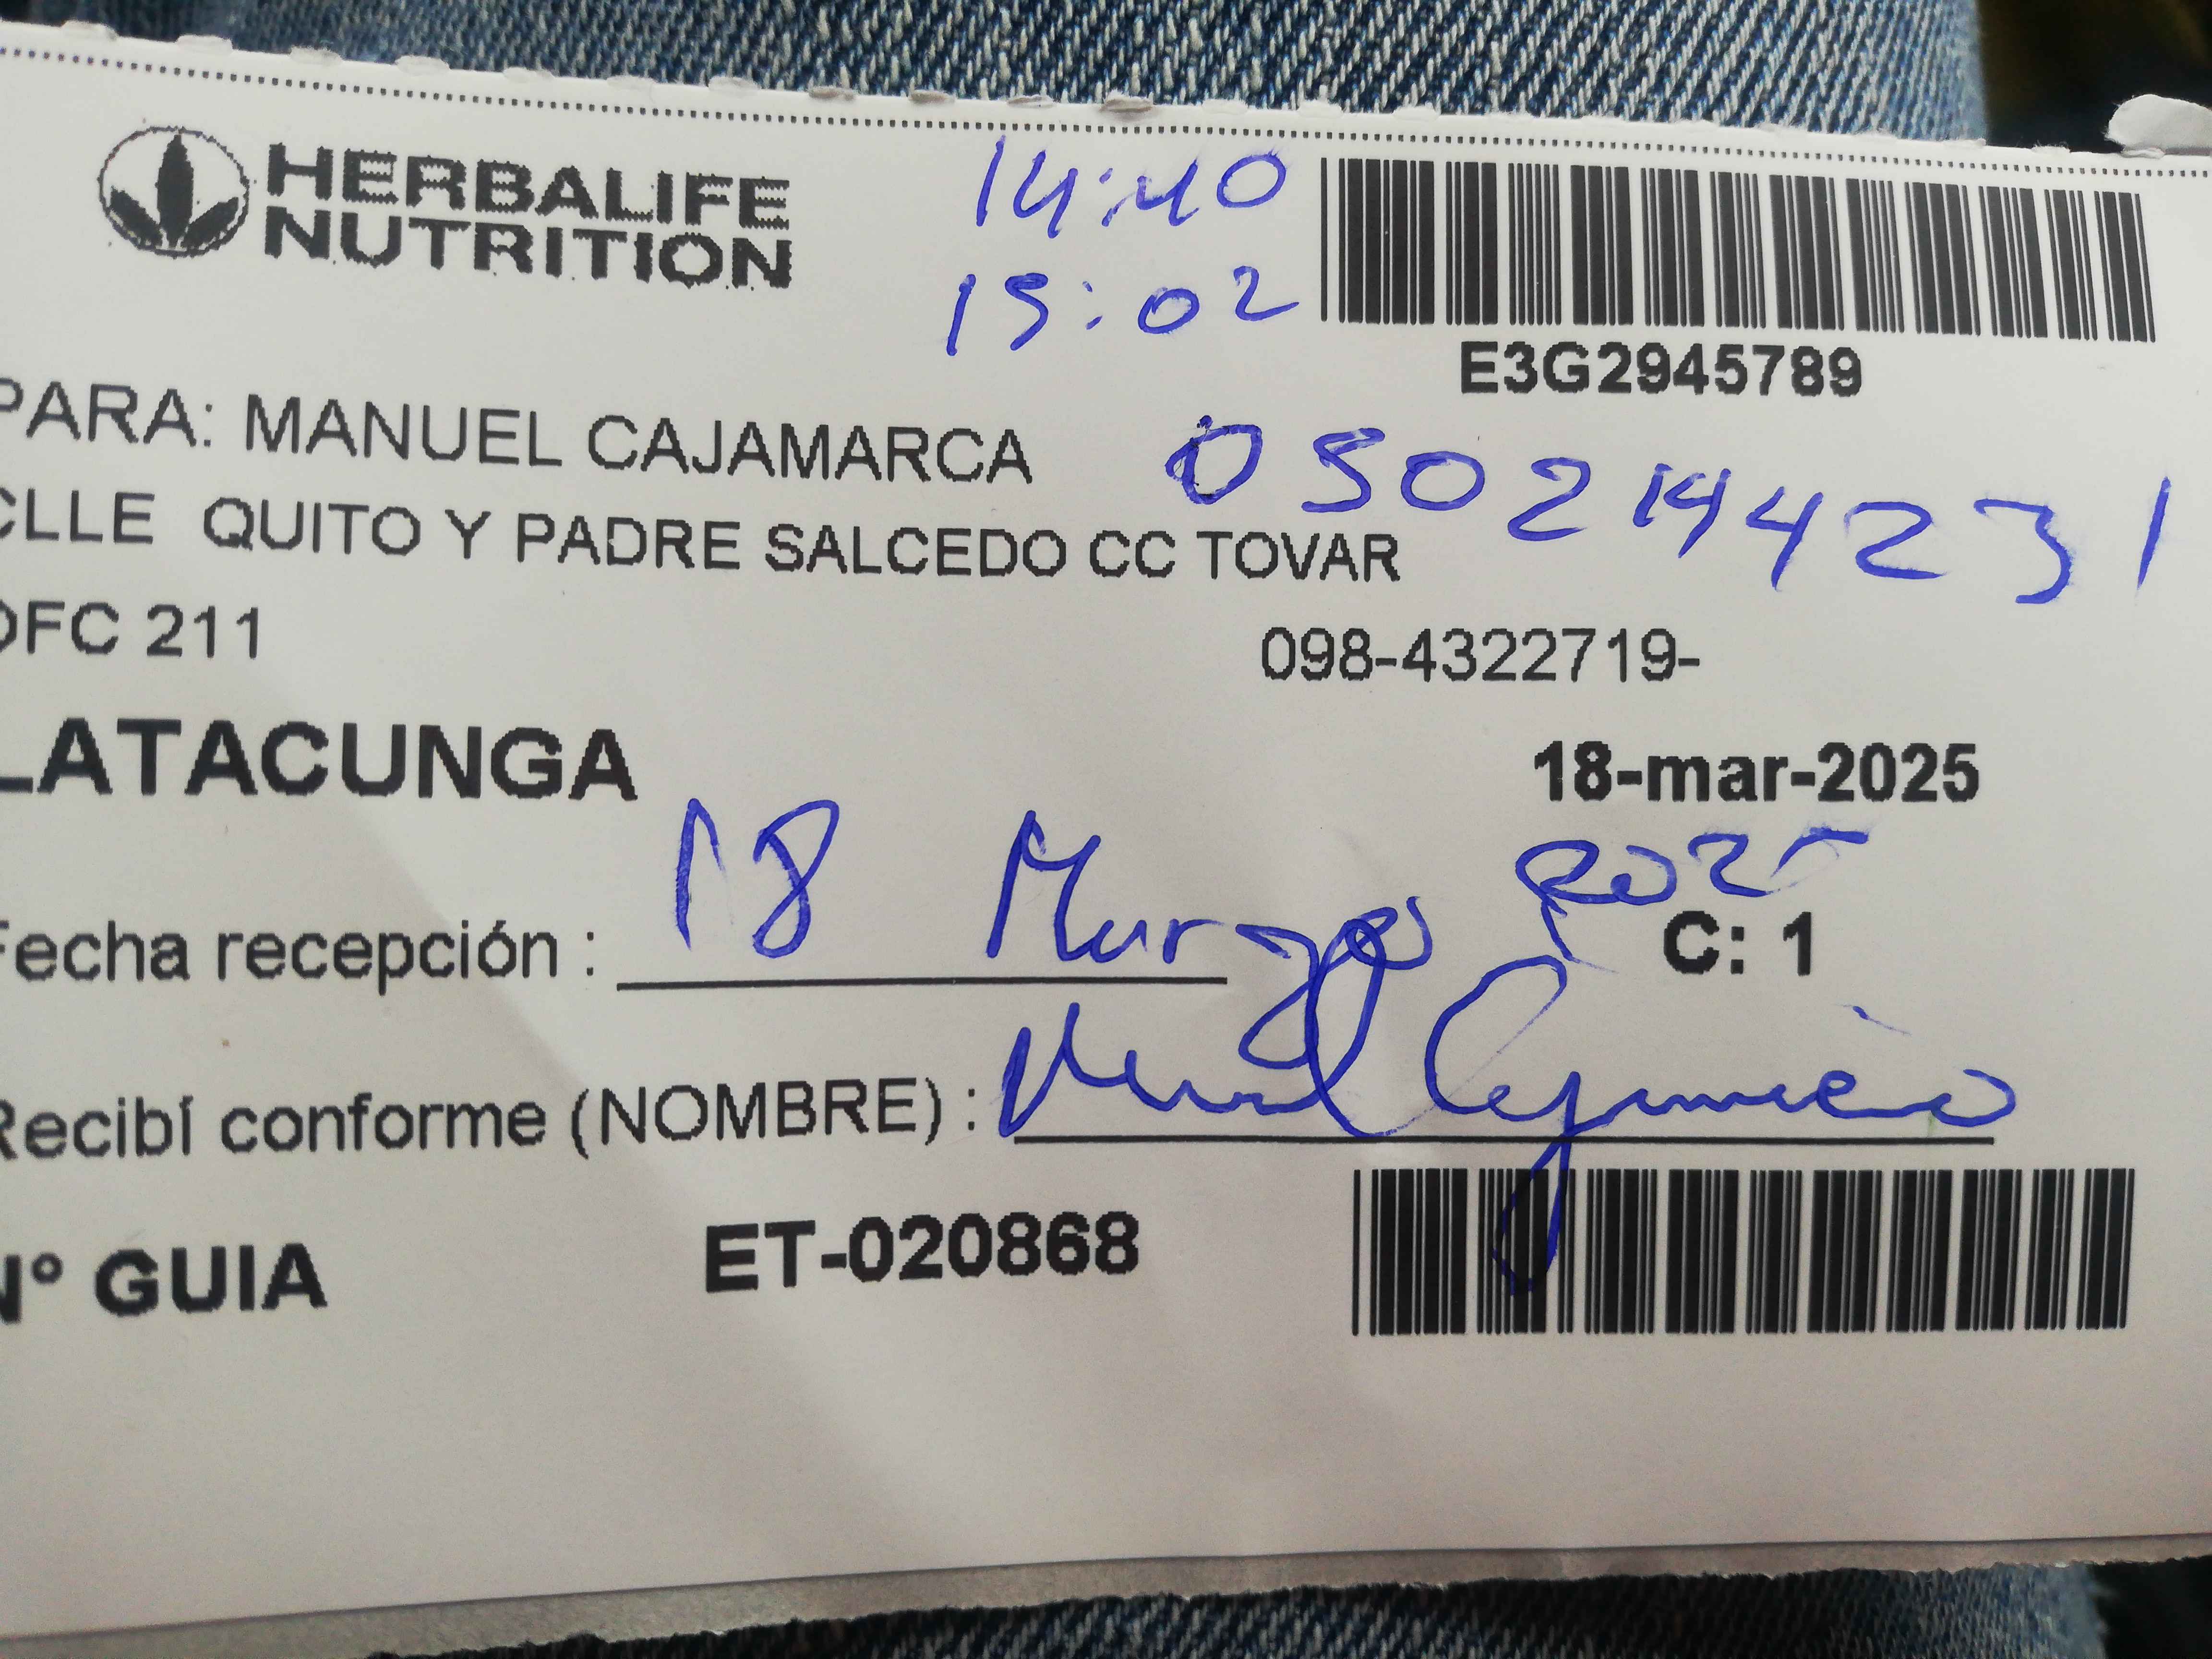 HERBALIFE
NUTRITION
14:40
15:02
E3G2945789
PARA: MANUEL CAJAMARCA
0502144231
CLLE QUITO Y PADRE SALCEDO CC TOVAR
OFC 211
098-4322719-
LATACUNGA
18-mar-2025
Fecha recepción : 18 Marzo 2025
C: 1
Recibí conforme (NOMBRE) :
N° GUIA ET-020868